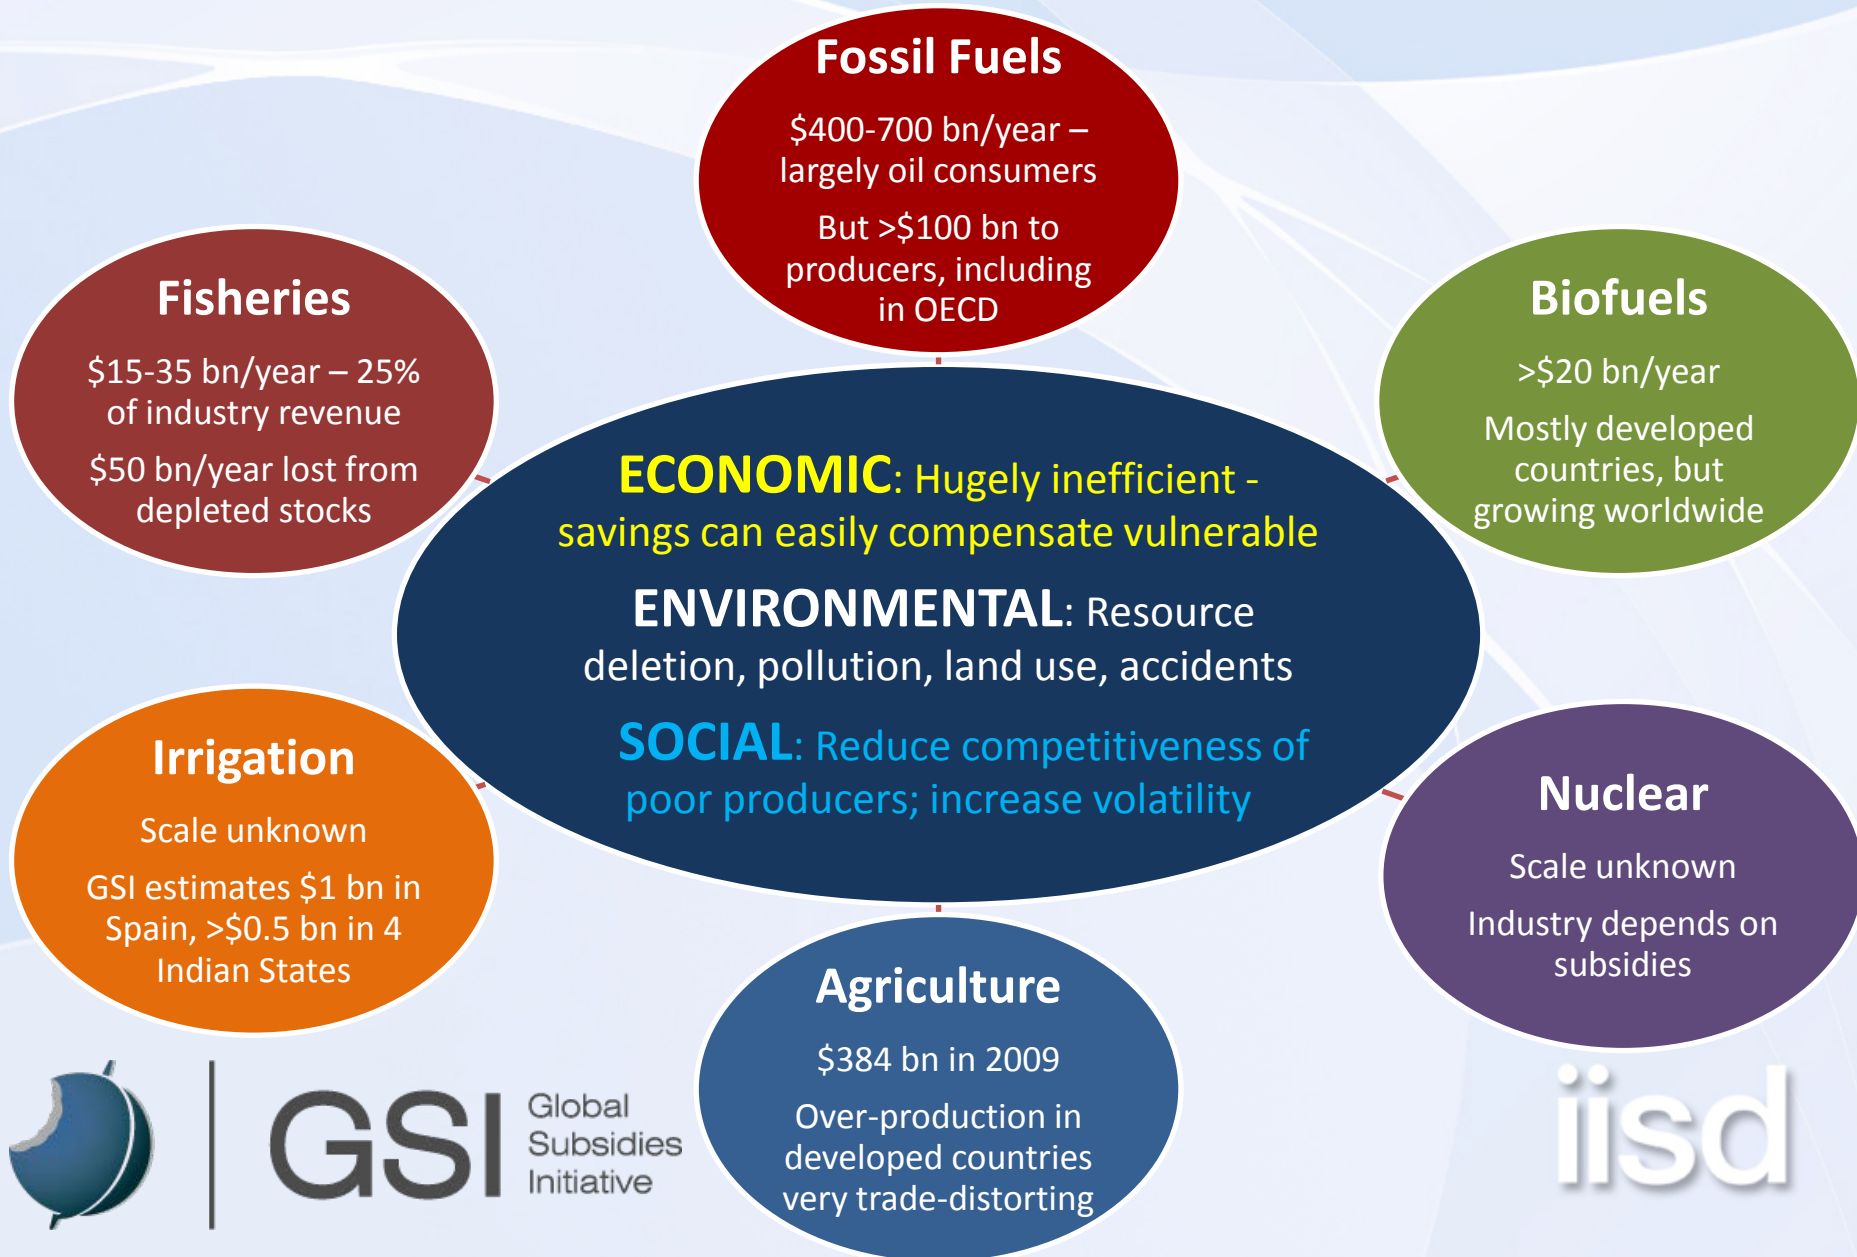 Fossil Fuels
$400-700 bn/year –
largely oil consumers
But >$100 bn to
producers, including
in OECD
Fisheries
$15-35 bn/year – 25%
of industry revenue
$50 bn/year lost from
depleted stocks
Biofuels
>$20 bn/year
Mostly developed
countries, but
growing worldwide
ECONOMIC: Hugely inefficient -
savings can easily compensate vulnerable
ENVIRONMENTAL: Resource
deletion, pollution, land use, accidents
SOCIAL: Reduce competitiveness of
poor producers; increase volatility
Irrigation
Scale unknown
GSI estimates $1 bn in
Spain, >$0.5 bn in 4
Indian States
Nuclear
Scale unknown
Industry depends on
subsidies
Agriculture
$384 bn in 2009
Over-production in
developed countries
very trade-distorting
GSI
Global
Subsidies
Initiative
iisd